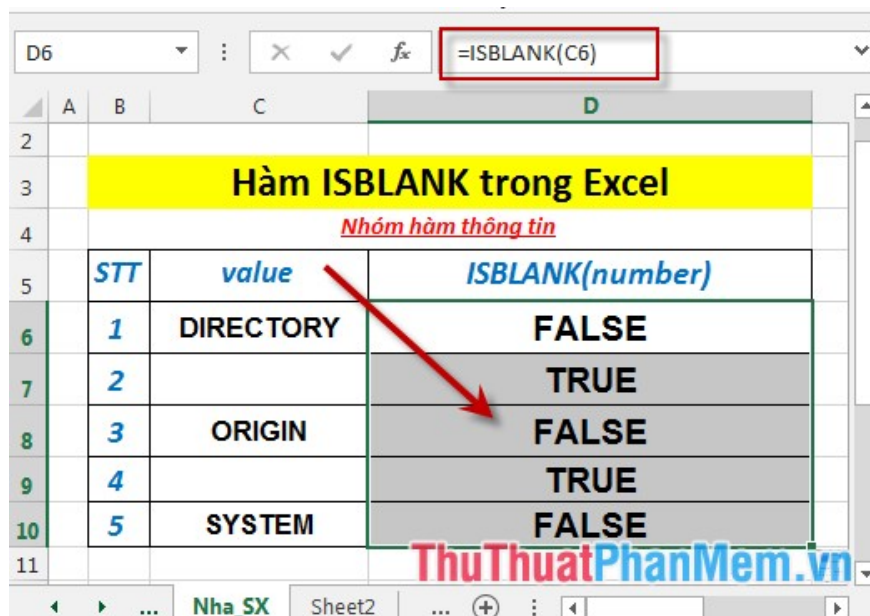 D6 fx =ISBLANK(C6)
A B C D
2
3 Hàm ISBLANK trong Excel
4 Nhóm hàm thông tin
5 STT value ISBLANK(number)
6 1 DIRECTORY FALSE
7 2 TRUE
8 3 ORIGIN FALSE
9 4 TRUE
10 5 SYSTEM FALSE
11
ThuThuatPhanMem.vn
... Nha SX Sheet2 ...